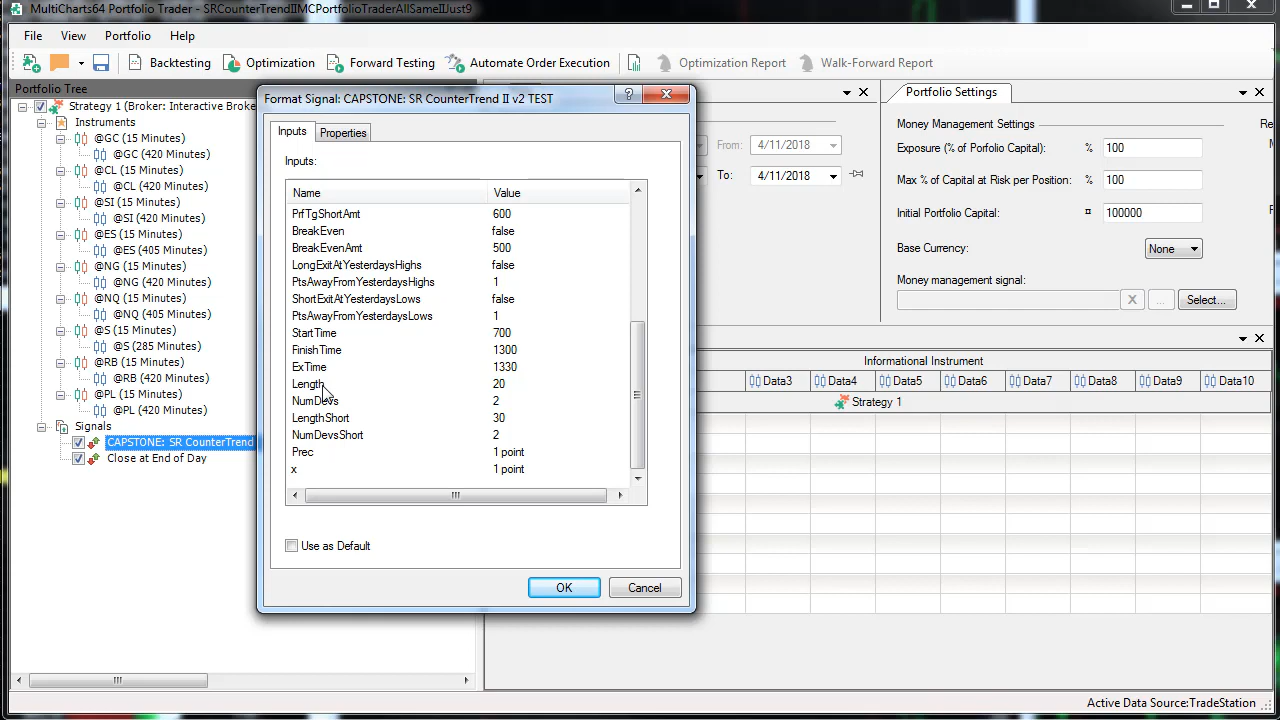 MultiCharts64 Portfolio Trader - SRCounterTrendIIMCPortfolioTraderAllSameIIJust9
File View Portfolio Help
Backtesting Optimization Forward Testing Automate Order Execution Optimization Report Walk-Forward Report
Portfolio Tree
Strategy 1 (Broker: Interactive Broke
Instruments
@GC (15 Minutes)
@GC (420 Minutes)
@CL (15 Minutes)
@CL (420 Minutes)
@SI (15 Minutes)
@SI (420 Minutes)
@ES (15 Minutes)
@ES (405 Minutes)
@NG (15 Minutes)
@NG (420 Minutes)
@NQ (15 Minutes)
@NQ (405 Minutes)
@S (15 Minutes)
@S (285 Minutes)
@RB (15 Minutes)
@RB (420 Minutes)
@PL (15 Minutes)
@PL (420 Minutes)
Signals
CAPSTONE: SR CounterTrend
Close at End of Day
Format Signal: CAPSTONE: SR CounterTrend II v2 TEST
Inputs Properties
Inputs:
Name Value
PrfTgShortAmt 600
BreakEven false
BreakEvenAmt 500
LongExitAtYesterdaysHighs false
PtsAwayFromYesterdaysHighs 1
ShortExitAtYesterdaysLows false
PtsAwayFromYesterdaysLows 1
StartTime 700
FinishTime 1300
ExTime 1330
Length 20
NumDevs 2
LengthShort 30
NumDevsShort 2
Prec 1 point
x 1 point
Use as Default
OK Cancel
From: 4/11/2018
To: 4/11/2018
Portfolio Settings
Money Management Settings Re
Exposure (% of Porfolio Capital): % 100
Max % of Capital at Risk per Position: % 100
Initial Portfolio Capital: ¤ 100000
Base Currency: None
Money management signal:
X ... Select...
Informational Instrument
Data3 Data4 Data5 Data6 Data7 Data8 Data9 Data10
Strategy 1
Active Data Source:TradeStation